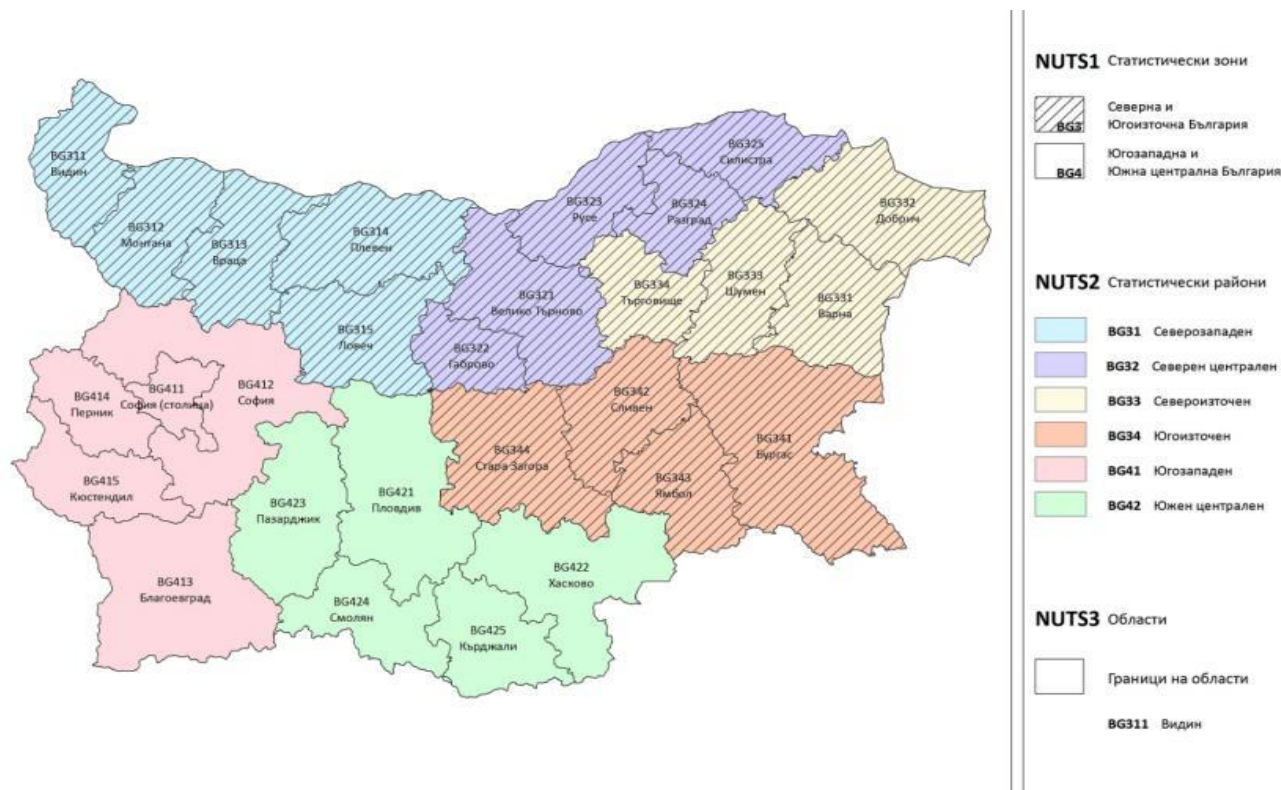 BG311
Видин
BG312
Монтана
BG313
Враца
BG314
Плевен
BG315
Ловеч
BG321
Велико Търново
BG322
Габрово
BG323
Русе
BG324
Разград
BG325
Силистра
BG331
Варна
BG332
Добрич
BG333
Шумен
BG334
Търговище
BG341
Бургас
BG342
Сливен
BG343
Ямбол
BG344
Стара Загора
BG411
София (столица)
BG412
София
BG413
Благоевград
BG414
Перник
BG415
Кюстендил
BG421
Пловдив
BG422
Хасково
BG423
Пазарджик
BG424
Смолян
BG425
Кърджали
NUTS1 Статистически зони
BG3 Северна и
Югоизточна България
BG4 Югозападна и
Южна централна България
NUTS2 Статистически райони
BG31 Северозападен
BG32 Северен централен
BG33 Североизточен
BG34 Югоизточен
BG41 Югозападен
BG42 Южен централен
NUTS3 Области
Граници на области
BG311 Видин